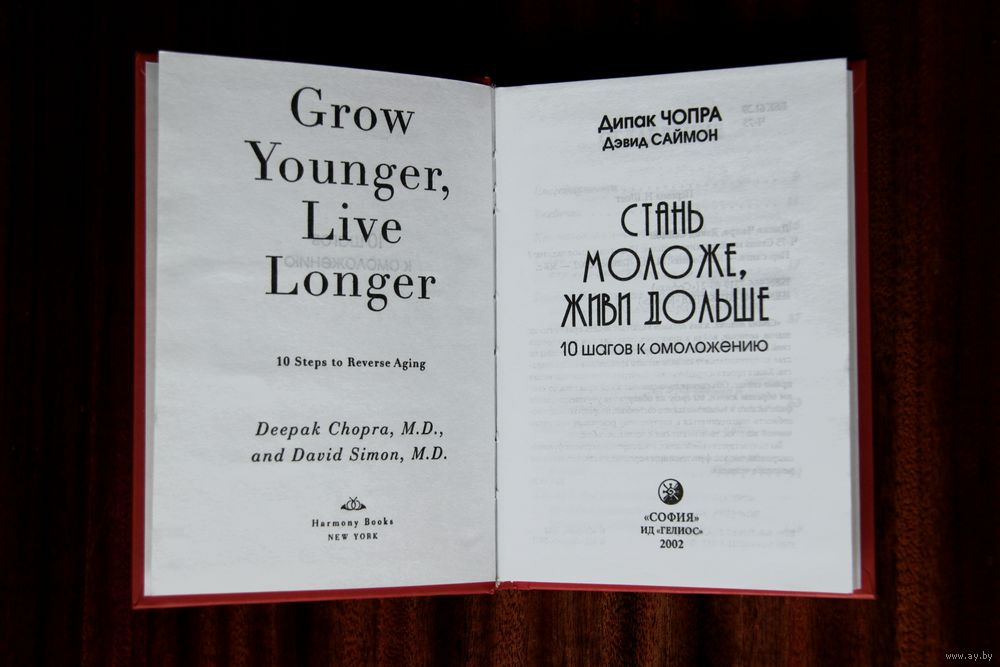 Grow
Younger,
Live
Longer
10 Steps to Reverse Aging
Deepak Chopra, M.D.,
and David Simon, M.D.
Harmony Books
NEW YORK
Дипак ЧОПРА
Дэвид САЙМОН
СТАНЬ
МОЛОЖЕ,
ЖИВИ ДОЛЬШЕ
10 шагов к омоложению
«СОФИЯ»
ИД «ГЕЛИОС»
2002
www.ay.by